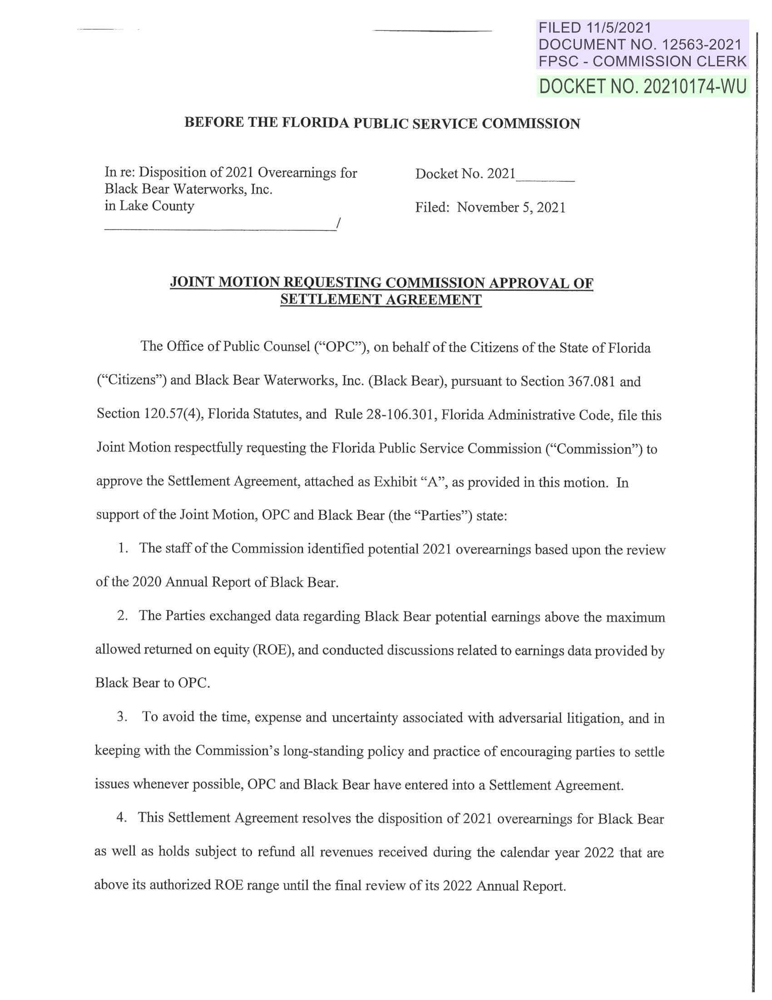 FILED 11/5/2021
DOCUMENT NO. 12563-2021
FPSC - COMMISSION CLERK
DOCKET NO. 20210174-WU
BEFORE THE FLORIDA PUBLIC SERVICE COMMISSION
In re: Disposition of 2021 Overearnings for
Black Bear Waterworks, Inc.
in Lake County
/
Docket No. 2021________
Filed: November 5, 2021
JOINT MOTION REQUESTING COMMISSION APPROVAL OF
SETTLEMENT AGREEMENT
The Office of Public Counsel (“OPC”), on behalf of the Citizens of the State of Florida
(“Citizens”) and Black Bear Waterworks, Inc. (Black Bear), pursuant to Section 367.081 and
Section 120.57(4), Florida Statutes, and Rule 28-106.301, Florida Administrative Code, file this
Joint Motion respectfully requesting the Florida Public Service Commission (“Commission”) to
approve the Settlement Agreement, attached as Exhibit “A”, as provided in this motion. In
support of the Joint Motion, OPC and Black Bear (the “Parties”) state:
1. The staff of the Commission identified potential 2021 overearnings based upon the review
of the 2020 Annual Report of Black Bear.
2. The Parties exchanged data regarding Black Bear potential earnings above the maximum
allowed returned on equity (ROE), and conducted discussions related to earnings data provided by
Black Bear to OPC.
3. To avoid the time, expense and uncertainty associated with adversarial litigation, and in
keeping with the Commission’s long-standing policy and practice of encouraging parties to settle
issues whenever possible, OPC and Black Bear have entered into a Settlement Agreement.
4. This Settlement Agreement resolves the disposition of 2021 overearnings for Black Bear
as well as holds subject to refund all revenues received during the calendar year 2022 that are
above its authorized ROE range until the final review of its 2022 Annual Report.